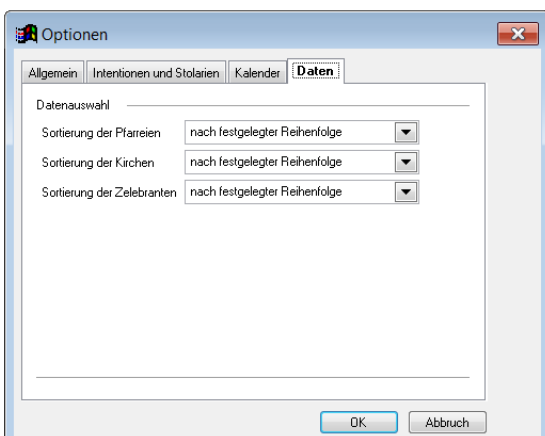 Optionen
Allgemein Intentionen und Stolarien Kalender Daten
Datenauswahl
Sortierung der Pfarreien nach festgelegter Reihenfolge
Sortierung der Kirchen nach festgelegter Reihenfolge
Sortierung der Zelebranten nach festgelegter Reihenfolge
OK Abbruch